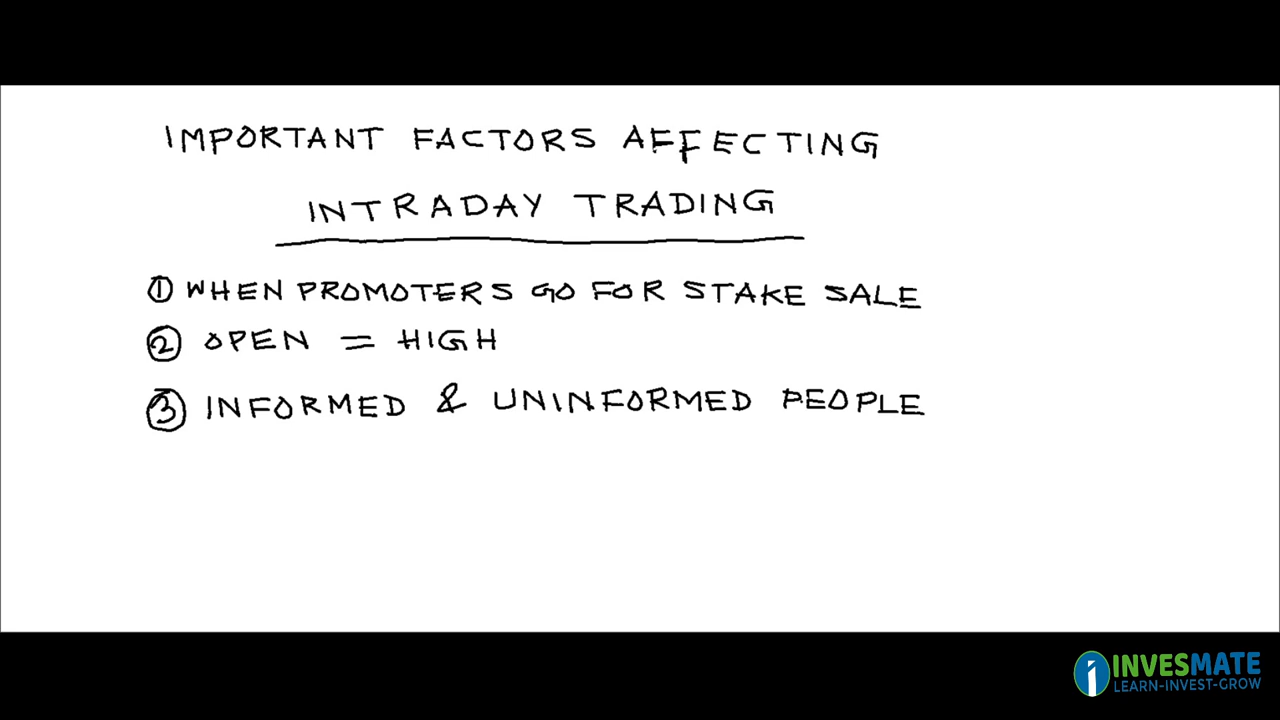 IMPORTANT FACTORS AFFECTING
INTRADAY TRADING
① WHEN PROMOTERS GO FOR STAKE SALE
② OPEN = HIGH
③ INFORMED & UNINFORMED PEOPLE
INVESMATE
LEARN-INVEST-GROW